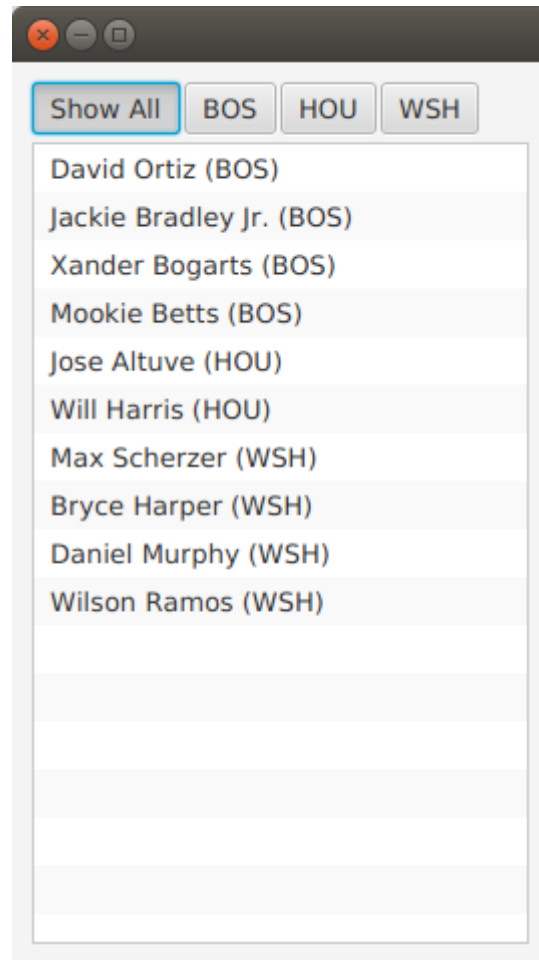 Show All BOS HOU WSH
David Ortiz (BOS)
Jackie Bradley Jr. (BOS)
Xander Bogarts (BOS)
Mookie Betts (BOS)
Jose Altuve (HOU)
Will Harris (HOU)
Max Scherzer (WSH)
Bryce Harper (WSH)
Daniel Murphy (WSH)
Wilson Ramos (WSH)